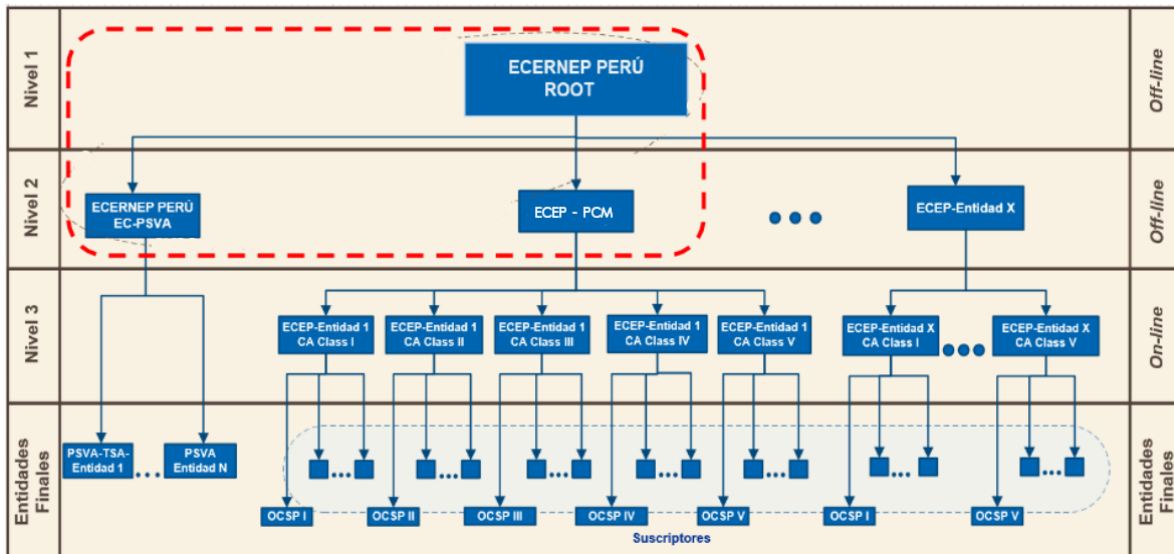 Nivel 1
ECERNEP PERÚ
ROOT
Off-line
Nivel 2
ECERNEP PERÚ
EC-PSVA
ECEP - PCM
ECEP-Entidad X
Off-line
Nivel 3
ECEP-Entidad 1
CA Class I
ECEP-Entidad 1
CA Class II
ECEP-Entidad 1
CA Class III
ECEP-Entidad 1
CA Class IV
ECEP-Entidad 1
CA Class V
ECEP-Entidad X
CA Class I
ECEP-Entidad X
CA Class V
On-line
Entidades
Finales
PSVA-TSA-
Entidad 1
PSVA
Entidad N
OCSP I
OCSP II
OCSP III
OCSP IV
OCSP V
OCSP I
OCSP V
Suscriptores
Entidades
Finales